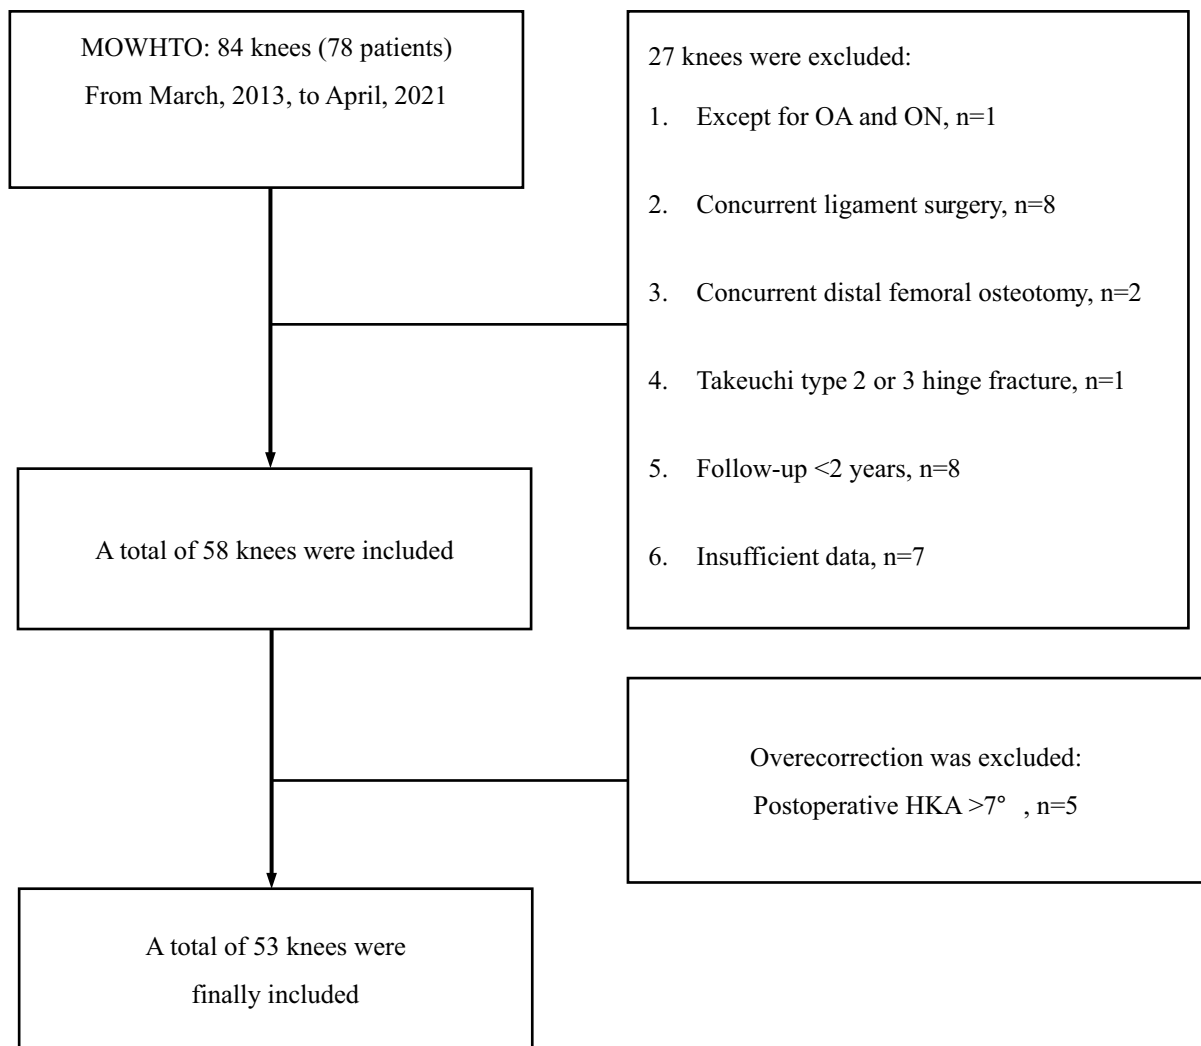 MOWHTO: 84 knees (78 patients)
From March, 2013, to April, 2021
27 knees were excluded:
1. Except for OA and ON, n=1
2. Concurrent ligament surgery, n=8
3. Concurrent distal femoral osteotomy, n=2
4. Takeuchi type 2 or 3 hinge fracture, n=1
5. Follow-up <2 years, n=8
6. Insufficient data, n=7
A total of 58 knees were included
Overecorrection was excluded:
Postoperative HKA >7° , n=5
A total of 53 knees were
finally included